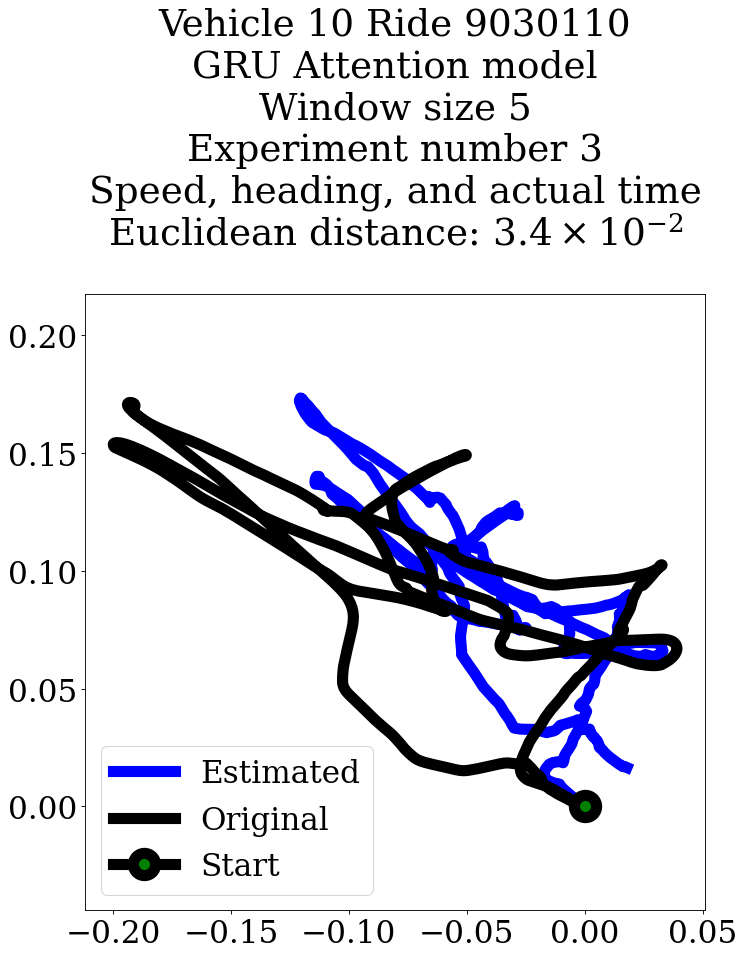 Vehicle 10 Ride 9030110
GRU Attention model
Window size 5
Experiment number 3
Speed, heading, and actual time
Euclidean distance: 3.4 × 10⁻²
0.20
0.15
0.10
0.05
0.00
Estimated
Original
Start
−0.20 −0.15 −0.10 −0.05 0.00 0.05